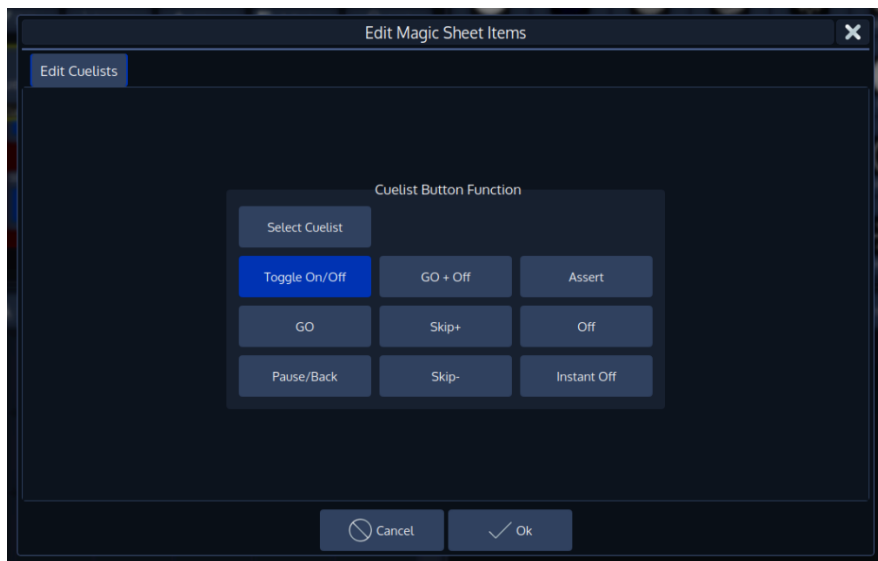 Edit Magic Sheet Items
Edit Cuelists
Cuelist Button Function
Select Cuelist
Toggle On/Off GO + Off Assert
GO Skip+ Off
Pause/Back Skip- Instant Off
Cancel Ok